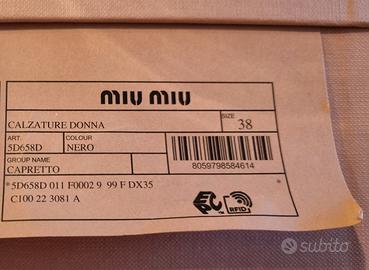 miu miu
CALZATURE DONNA
SIZE
38
ART.
COLOUR
5D658D
NERO
GROUP NAME
CAPRETTO
8059798584614
*5D658D 011 F0002 9 99 F DX35
C100 22 3081 A
EPC
RFID
subito